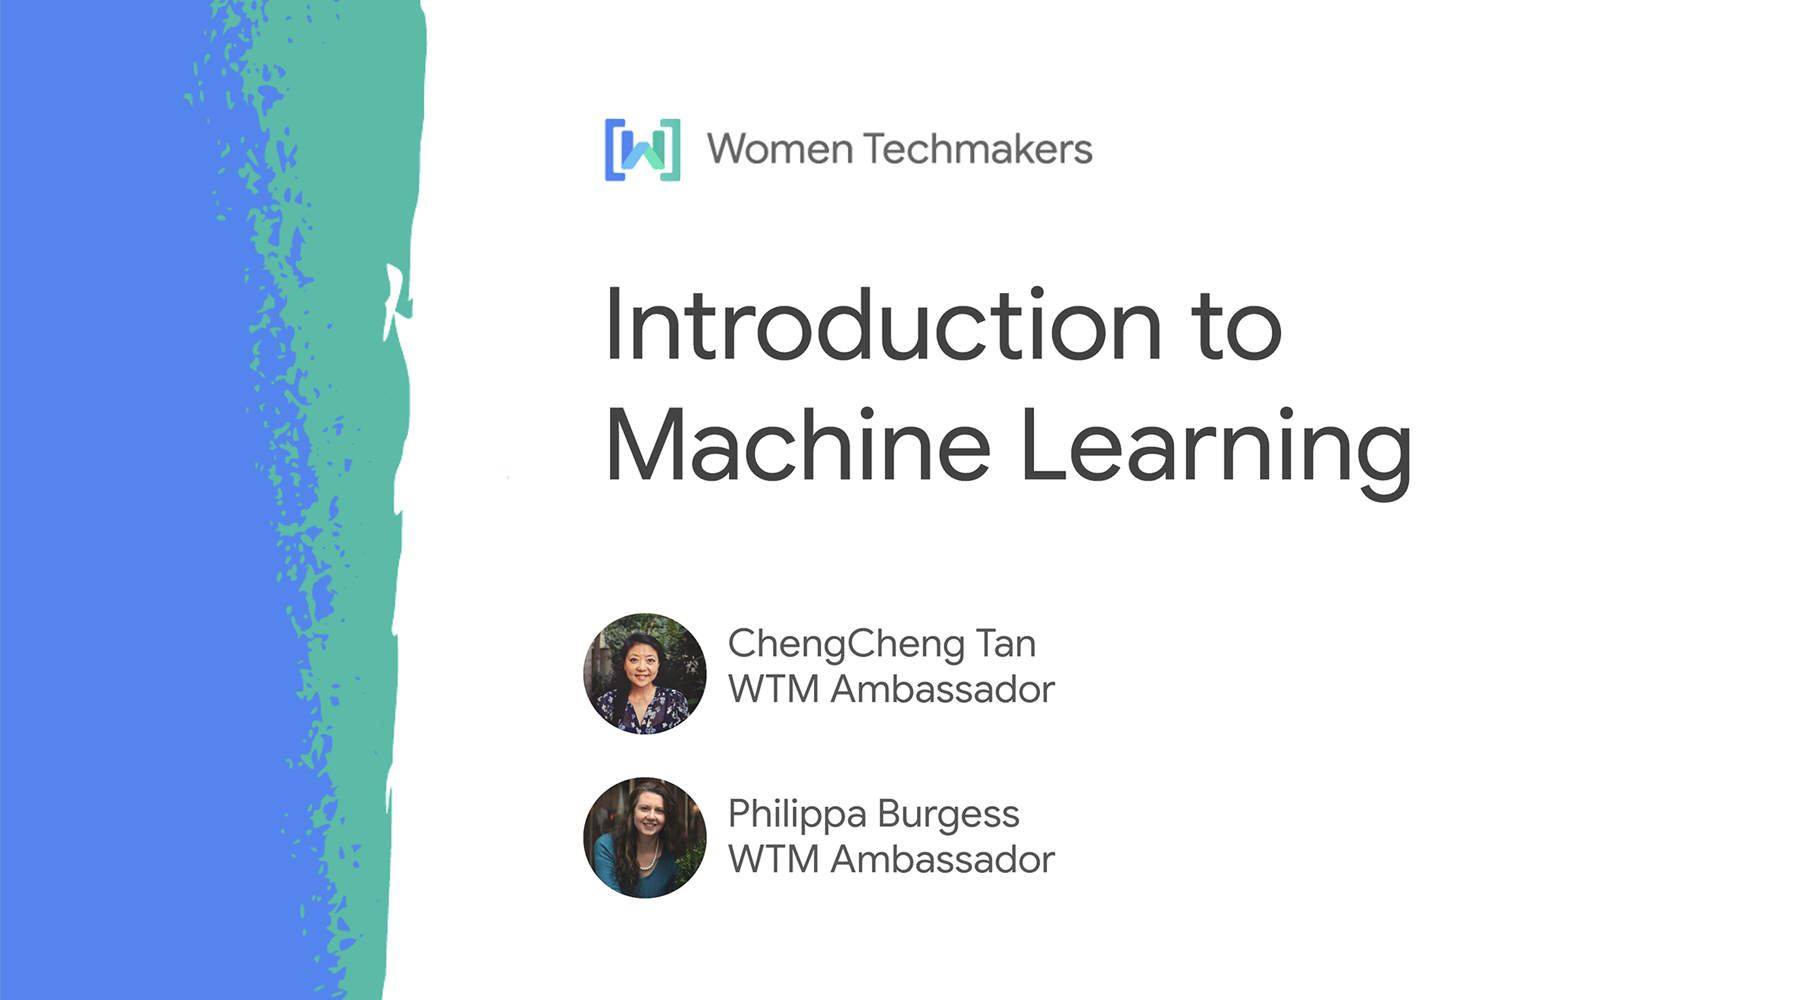 Women Techmakers
Introduction to
Machine Learning
ChengCheng Tan
WTM Ambassador
Philippa Burgess
WTM Ambassador